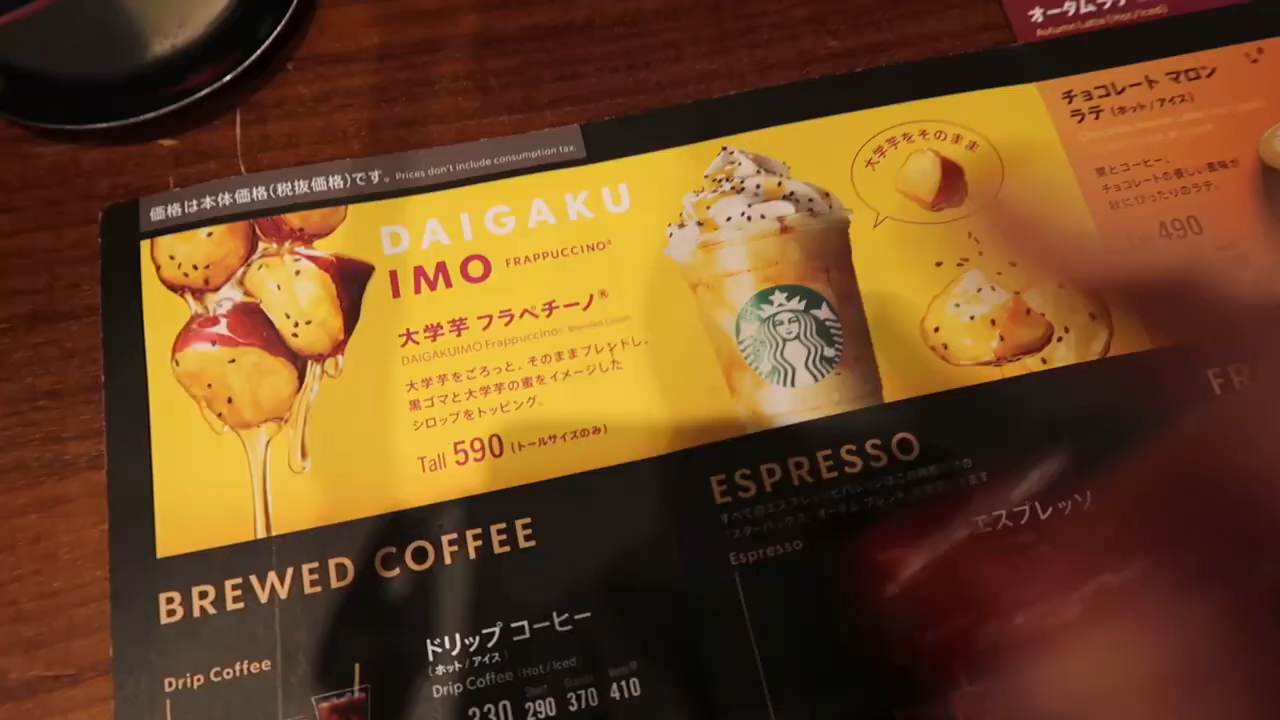 オータムラテ
Autumn Latte (Hot / Iced)
価格は本体価格(税抜価格)です。 Prices don't include consumption tax.
DAIGAKU
IMO FRAPPUCCINO®
大学芋 フラペチーノ®
DAIGAKUIMO Frappuccino® Blended Cream
大学芋をごろっと、そのままブレンドし、
黒ゴマと大学芋の蜜をイメージした
シロップをトッピング。
Tall 590 (トールサイズのみ)
大学芋をそのまま
チョコレート マロン
ラテ (ホット / アイス)
栗とコーヒー、
チョコレートの優しい風味が
秋にぴったりのラテ。
490
BREWED COFFEE
Drip Coffee
ドリップ コーヒー
(ホット / アイス)
Drip Coffee (Hot / Iced)
290 370 410
ESPRESSO
Espresso
エスプレッソ
FR